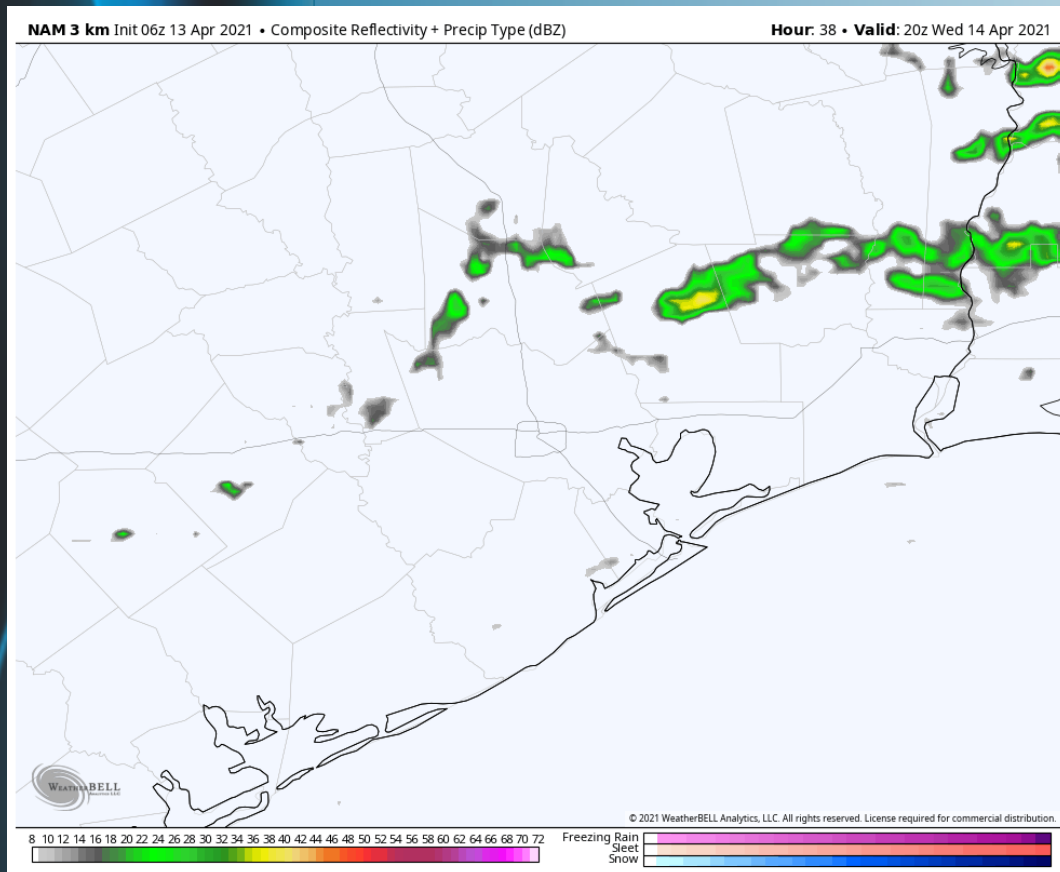 NAM 3 km Init 06z 13 Apr 2021 • Composite Reflectivity + Precip Type (dBZ)
Hour: 38 • Valid: 20z Wed 14 Apr 2021
WEATHERBELL
Analytics LLC
© 2021 WeatherBELL Analytics, LLC. All rights reserved. License required for commercial distribution.
8 10 12 14 16 18 20 22 24 26 28 30 32 34 36 38 40 42 44 46 48 50 52 54 56 58 60 62 64 66 68 70 72
Freezing Rain
Sleet
Snow